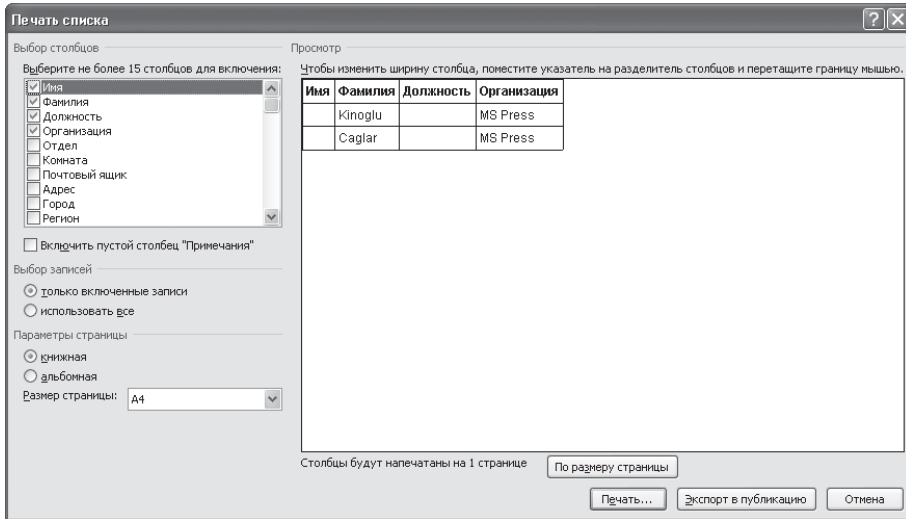 Печать списка
Выбор столбцов
Выберите не более 15 столбцов для включения:
Имя
Фамилия
Должность
Организация
Отдел
Комната
Почтовый ящик
Адрес
Город
Регион
Включить пустой столбец "Примечания"
Выбор записей
только включенные записи
использовать все
Параметры страницы
книжная
альбомная
Размер страницы: A4
Просмотр
Чтобы изменить ширину столбца, поместите указатель на разделитель столбцов и перетащите границу мышью.
Имя Фамилия Должность Организация
Kinoglu MS Press
Caglar MS Press
Столбцы будут напечатаны на 1 странице По размеру страницы
Печать... Экспорт в публикацию Отмена